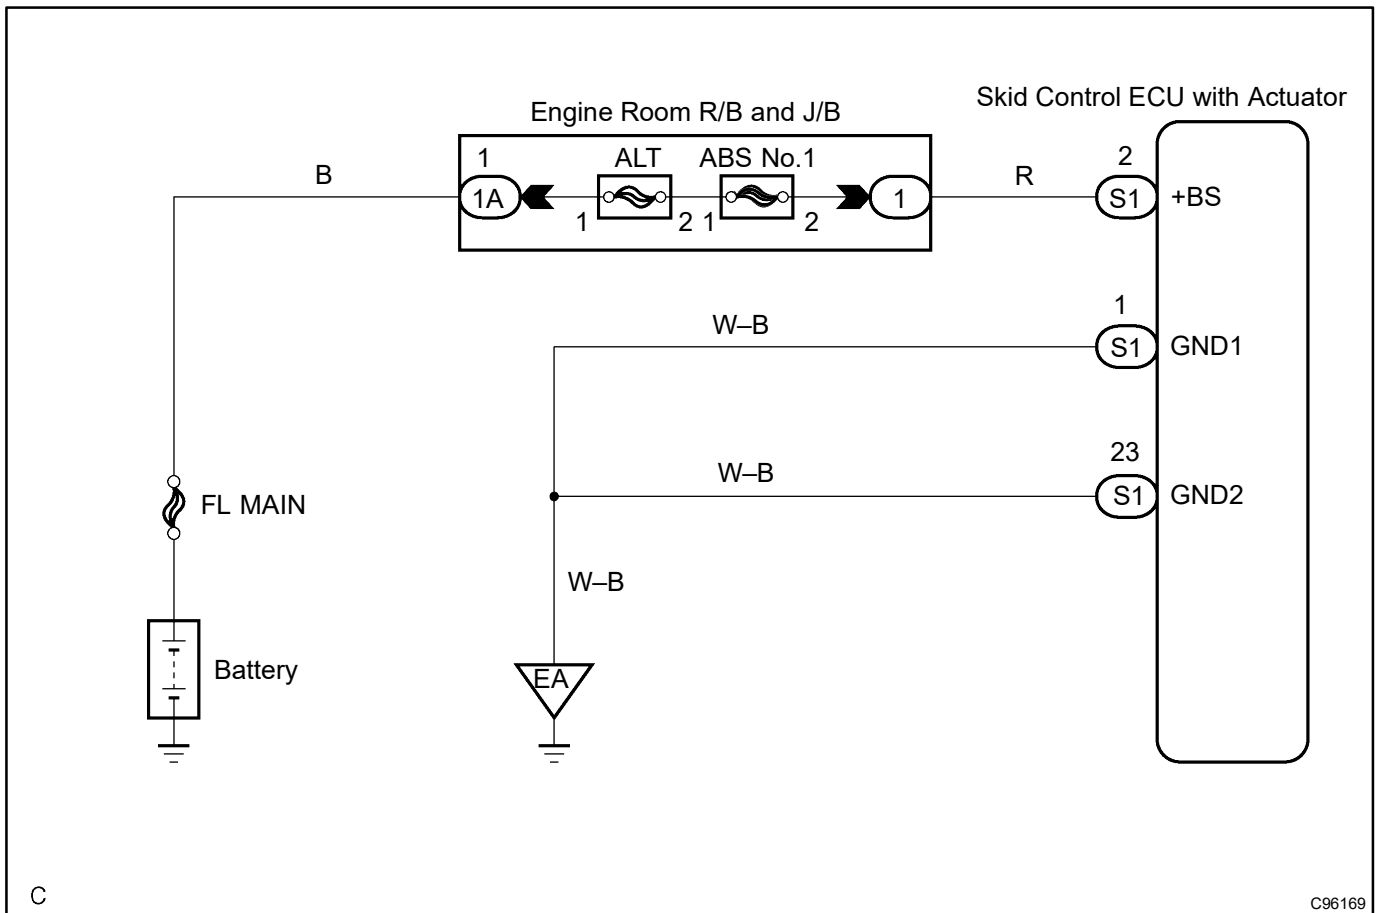 Skid Control ECU with Actuator
Engine Room R/B and J/B
1
ALT
ABS No.1
2
B
R
1A
1
S1
+BS
1
2
1
2
1
W–B
S1
GND1
23
W–B
S1
GND2
FL MAIN
W–B
Battery
EA
C
C96169